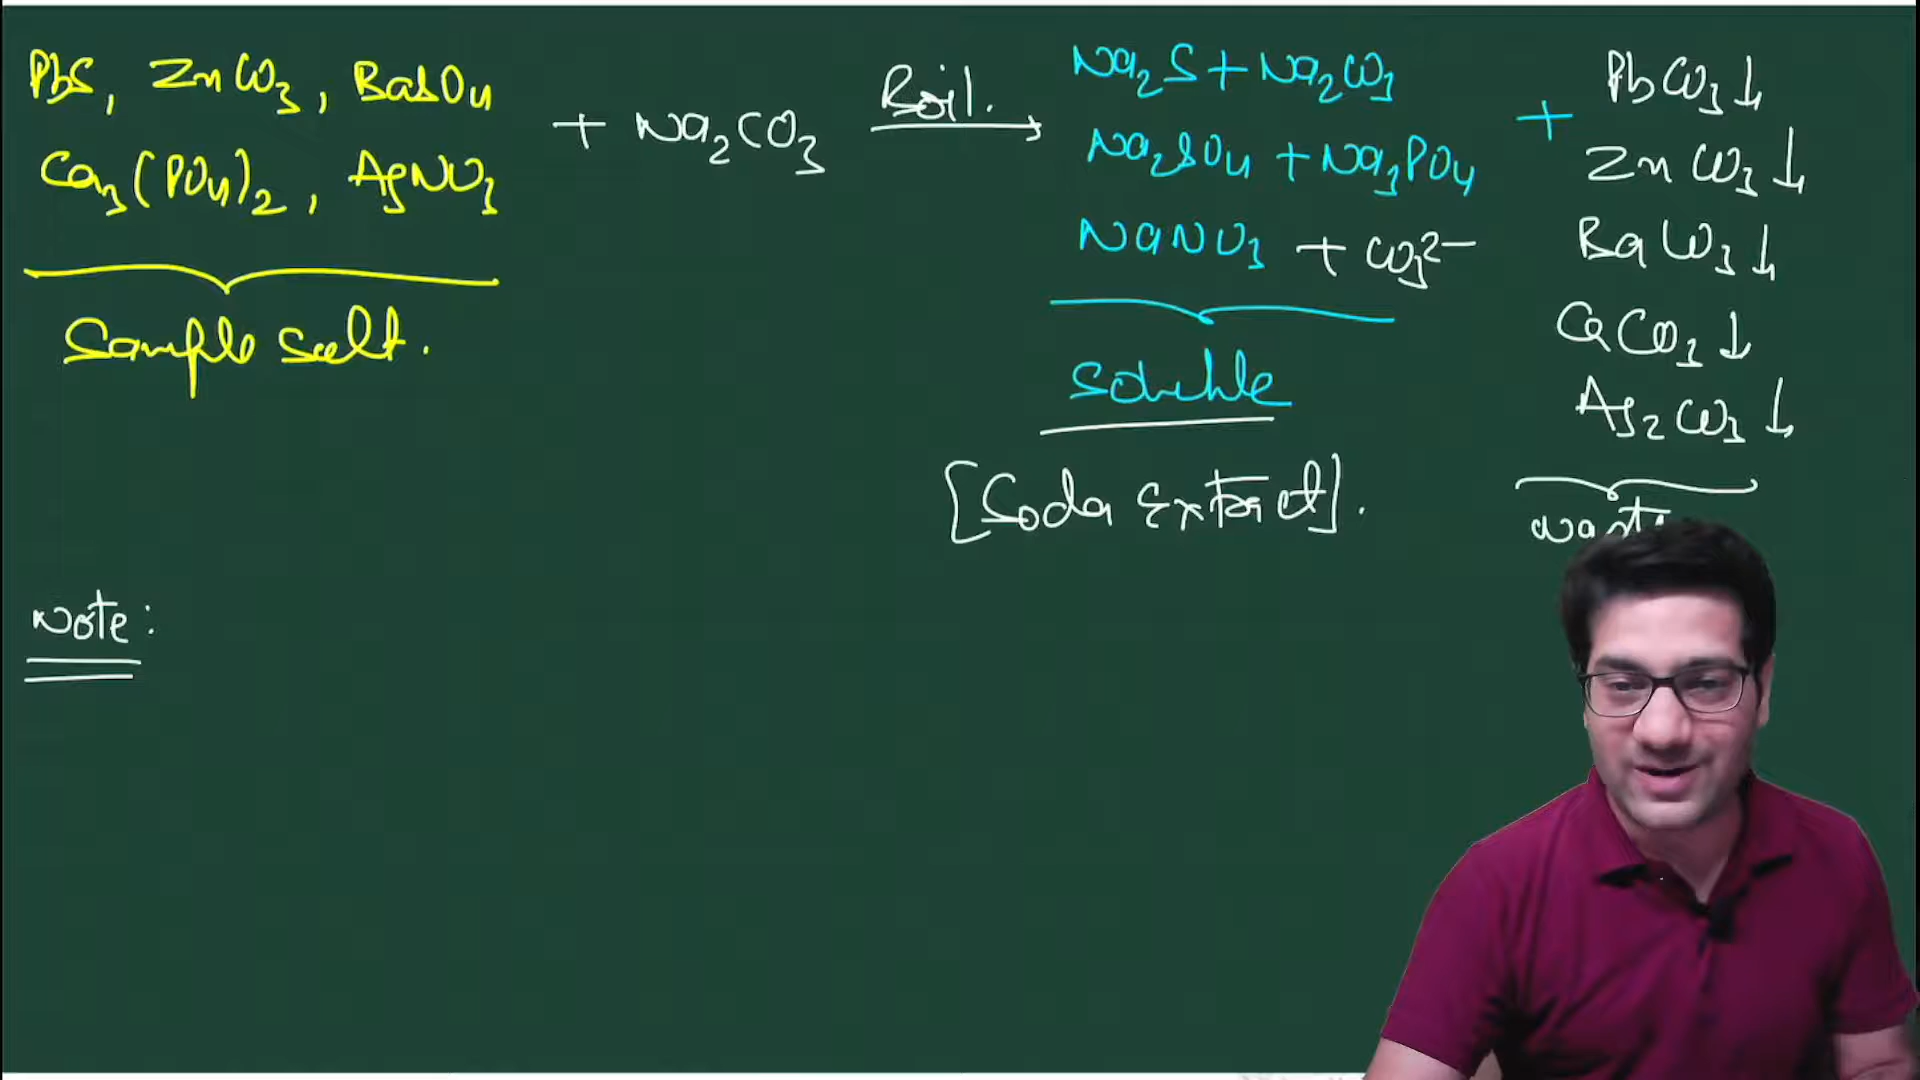 PbS, ZnCO3, BaSO4
Ca3(PO4)2, AgNO3
+ Na2CO3
Boil.
Na2S + Na2CO3
Na2SO4 + Na3PO4
NaNO3 + CO3^2-
+
PbCO3↓
ZnCO3↓
BaCO3↓
CaCO3↓
Ag2CO3↓
Sample salt.
soluble
[Soda Extract].
Note: